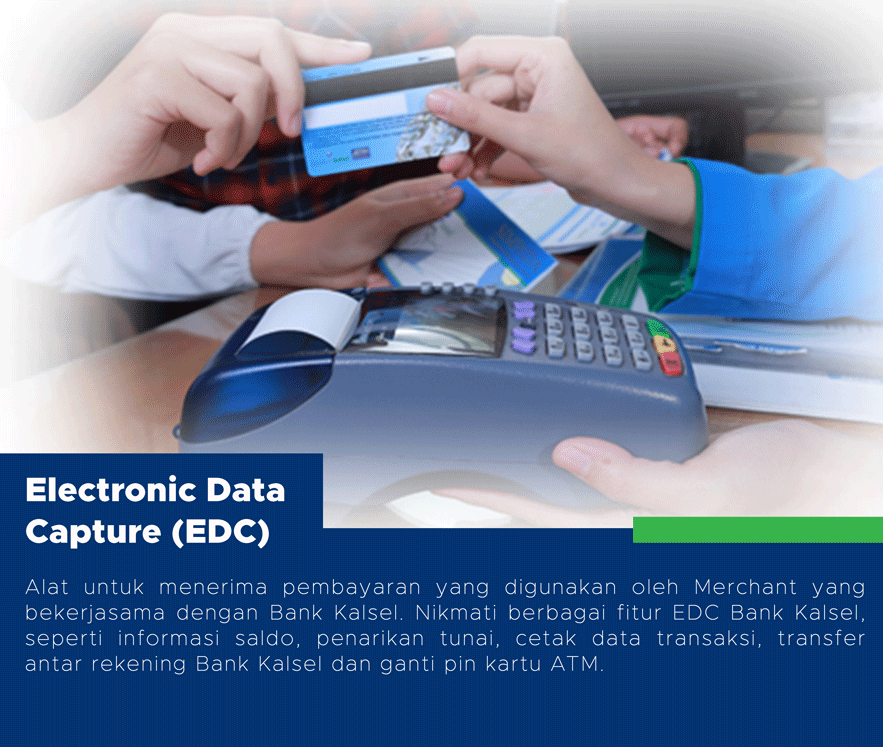 Electronic Data
Capture (EDC)
Alat untuk menerima pembayaran yang digunakan oleh Merchant yang
bekerjasama dengan Bank Kalsel. Nikmati berbagai fitur EDC Bank Kalsel,
seperti informasi saldo, penarikan tunai, cetak data transaksi, transfer
antar rekening Bank Kalsel dan ganti pin kartu ATM.